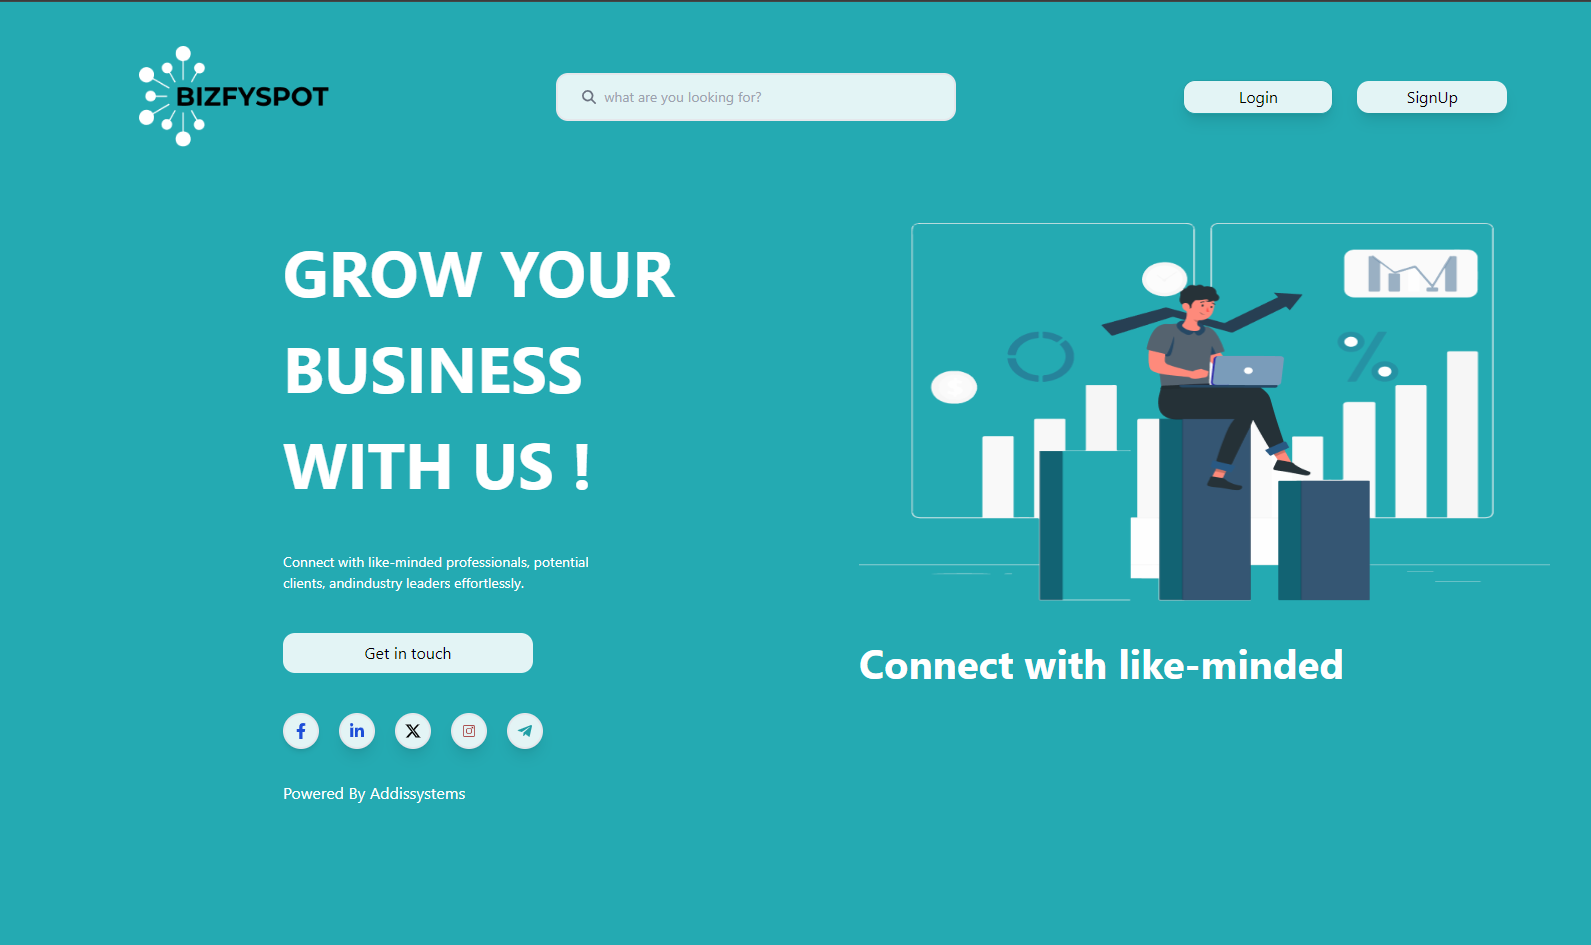 BIZFYSPOT
what are you looking for?
Login
SignUp
GROW YOUR
BUSINESS
WITH US !
Connect with like-minded professionals, potential
clients, andindustry leaders effortlessly.
Get in touch
Powered By Addissystems
%
Connect with like-minded